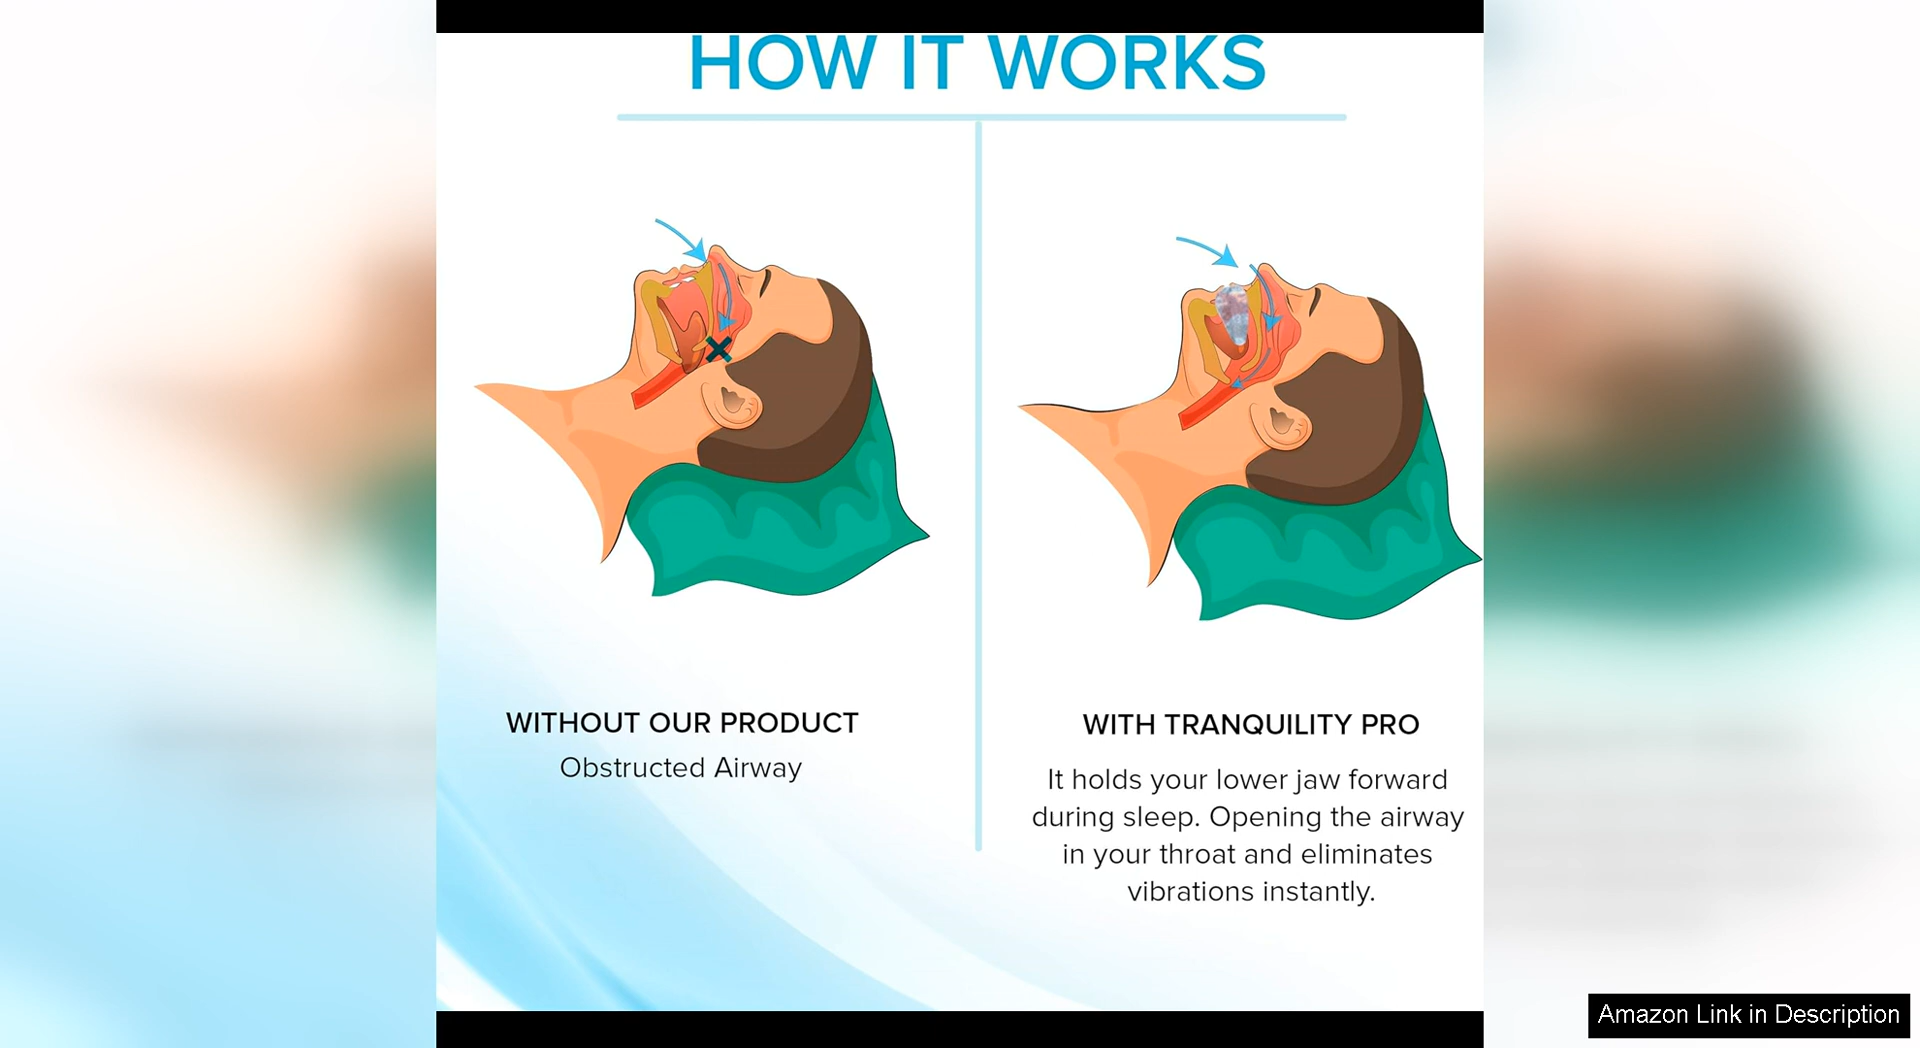 HOW IT WORKS
WITHOUT OUR PRODUCT
Obstructed Airway
WITH TRANQUILITY PRO
It holds your lower jaw forward
during sleep. Opening the airway
in your throat and eliminates
vibrations instantly.
Amazon Link in Description